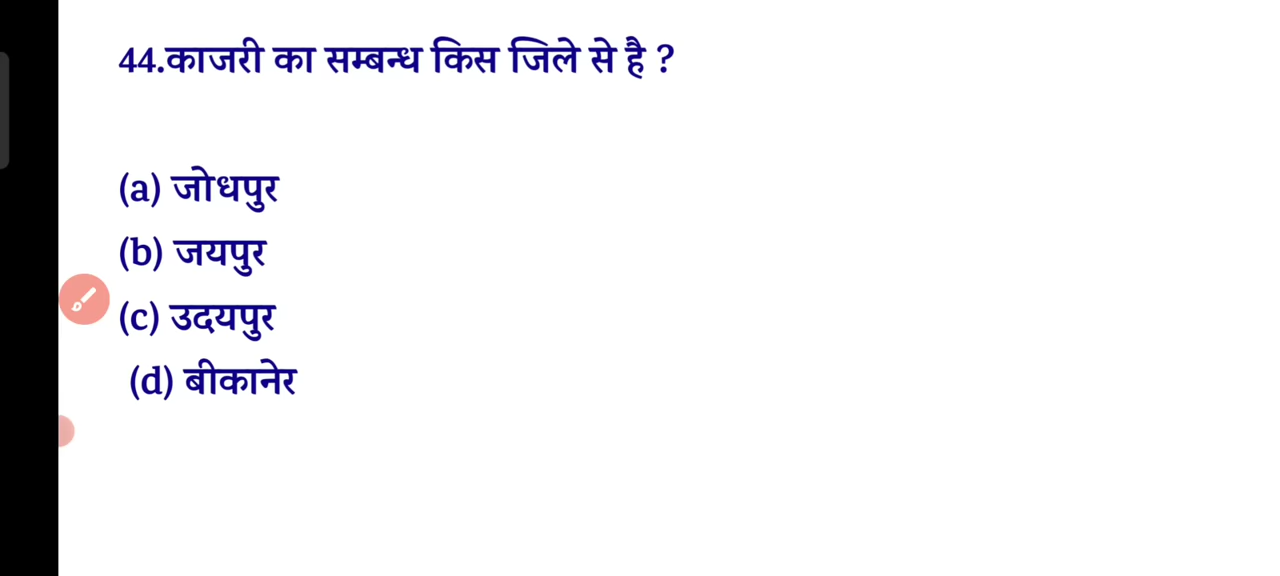 44.काजरी का सम्बन्ध किस जिले से है ?
(a) जोधपुर
(b) जयपुर
(c) उदयपुर
(d) बीकानेर